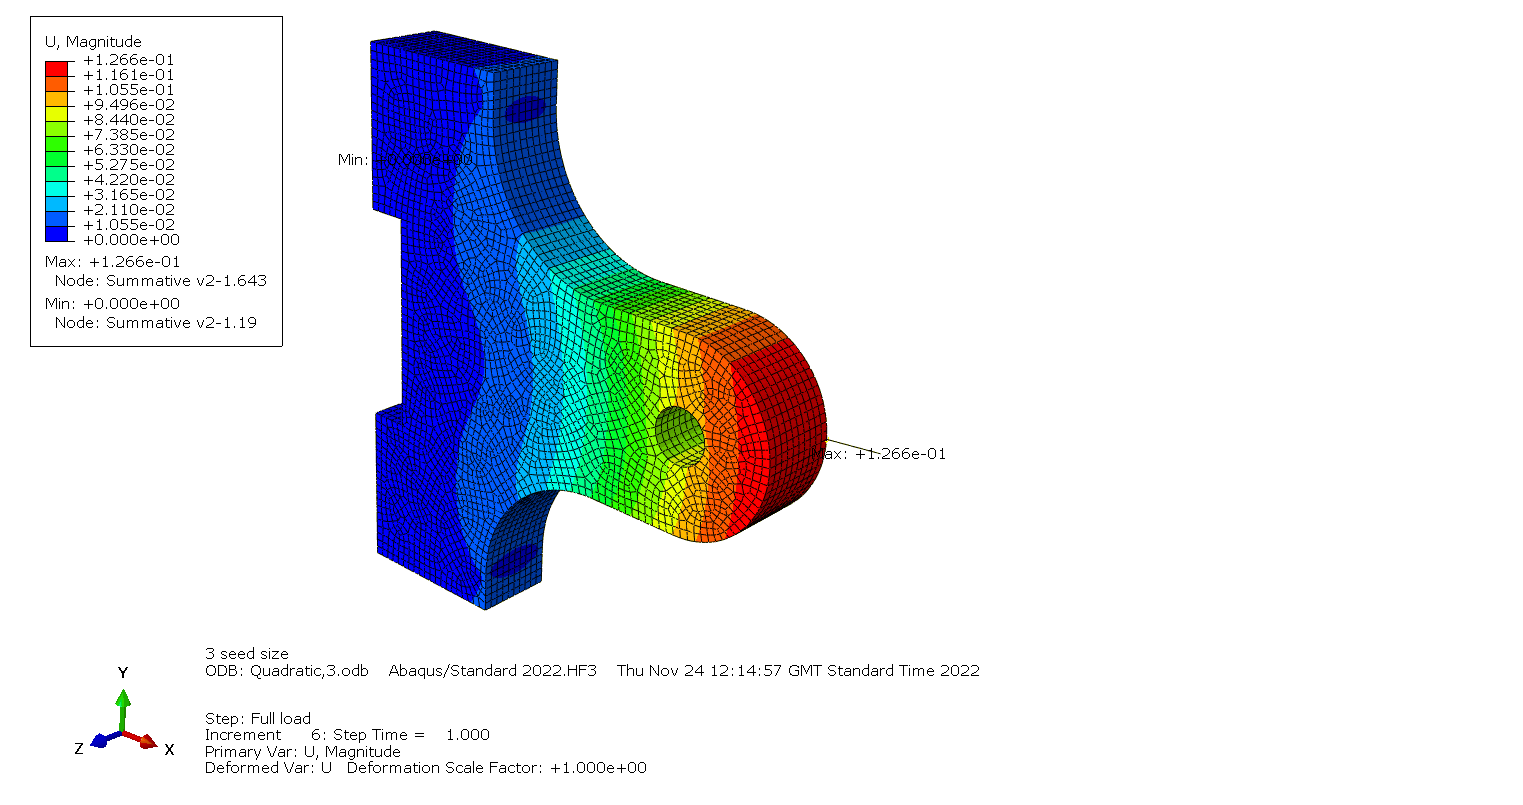 U, Magnitude
+1.266e-01
+1.161e-01
+1.055e-01
+9.496e-02
+8.440e-02
+7.385e-02
+6.330e-02
+5.275e-02
+4.220e-02
+3.165e-02
+2.110e-02
+1.055e-02
+0.000e+00
Max: +1.266e-01
Node: Summative v2-1.643
Min: +0.000e+00
Node: Summative v2-1.19
Min: +0.000e+00
Max: +1.266e-01
3 seed size
ODB: Quadratic,3.odb Abaqus/Standard 2022.HF3 Thu Nov 24 12:14:57 GMT Standard Time 2022
Y
Z
X
Step: Full load
Increment 6: Step Time = 1.000
Primary Var: U, Magnitude
Deformed Var: U Deformation Scale Factor: +1.000e+00